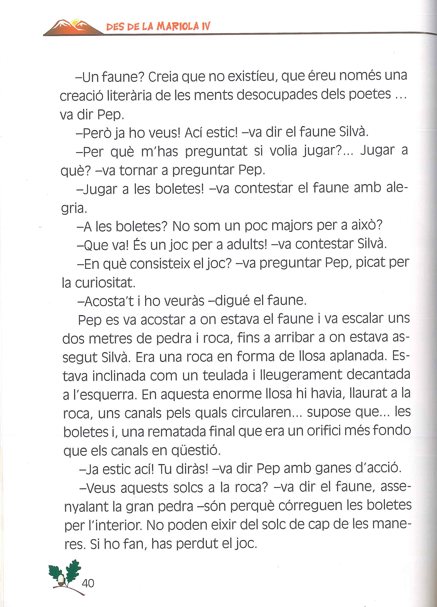 DES DE LA MARIOLA IV
–Un faune? Creia que no existíeu, que éreu només una
creació literària de les ments desocupades dels poetes ...
va dir Pep.
–Però ja ho veus! Ací estic! –va dir el faune Silvà.
–Per què m'has preguntat si volia jugar?... Jugar a
què? –va tornar a preguntar Pep.
–Jugar a les boletes! –va contestar el faune amb ale-
gria.
–A les boletes? No som un poc majors per a això?
–Que va! És un joc per a adults! –va contestar Silvà.
–En què consisteix el joc? –va preguntar Pep, picat per
la curiositat.
–Acosta't i ho veuràs –digué el faune.
Pep es va acostar a on estava el faune i va escalar uns
dos metres de pedra i roca, fins a arribar a on estava as-
segut Silvà. Era una roca en forma de llosa aplanada. Es-
tava inclinada com un teulada i lleugerament decantada
a l'esquerra. En aquesta enorme llosa hi havia, llaurat a la
roca, uns canals pels quals circularen... supose que... les
boletes i, una rematada final que era un orifici més fondo
que els canals en qüestió.
–Ja estic ací! Tu diràs! –va dir Pep amb ganes d'acció.
–Veus aquests solcs a la roca? –va dir el faune, asse-
nyalant la gran pedra –són perquè córreguen les boletes
per l'interior. No poden eixir del solc de cap de les mane-
res. Si ho fan, has perdut el joc.
40